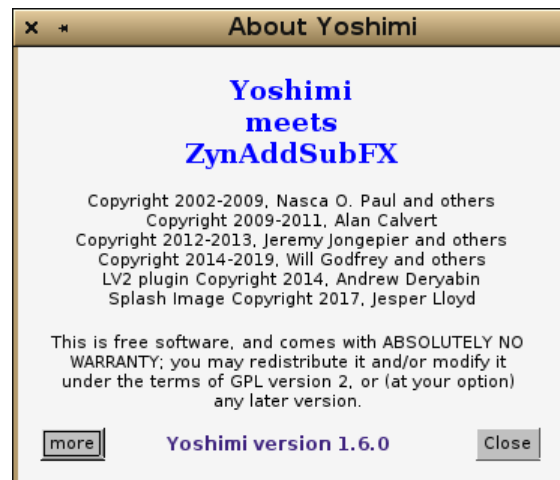 About Yoshimi
Yoshimi
meets
ZynAddSubFX
Copyright 2002-2009, Nasca O. Paul and others
Copyright 2009-2011, Alan Calvert
Copyright 2012-2013, Jeremy Jongepier and others
Copyright 2014-2019, Will Godfrey and others
LV2 plugin Copyright 2014, Andrew Deryabin
Splash Image Copyright 2017, Jesper Lloyd
This is free software, and comes with ABSOLUTELY NO
WARRANTY; you may redistribute it and/or modify it
under the terms of GPL version 2, or (at your option)
any later version.
more Yoshimi version 1.6.0 Close